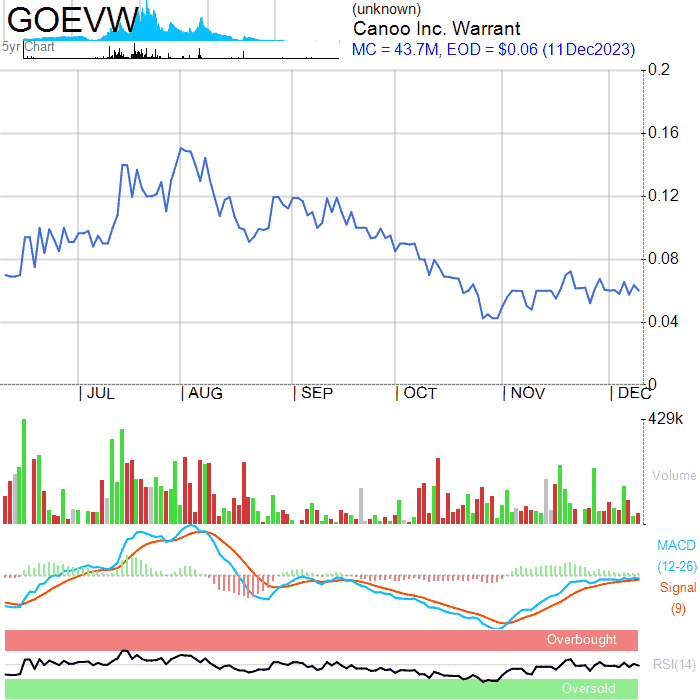 GOEVW
(unknown)
Canoo Inc. Warrant
MC = 43.7M, EOD = $0.06 (11Dec2023)
5yr Chart
0.2
0.16
0.12
0.08
0.04
0
| JUL | AUG | SEP | OCT | NOV | DEC
429k
Volume
MACD
(12-26)
Signal
(9)
Overbought
RSI(14)
Oversold